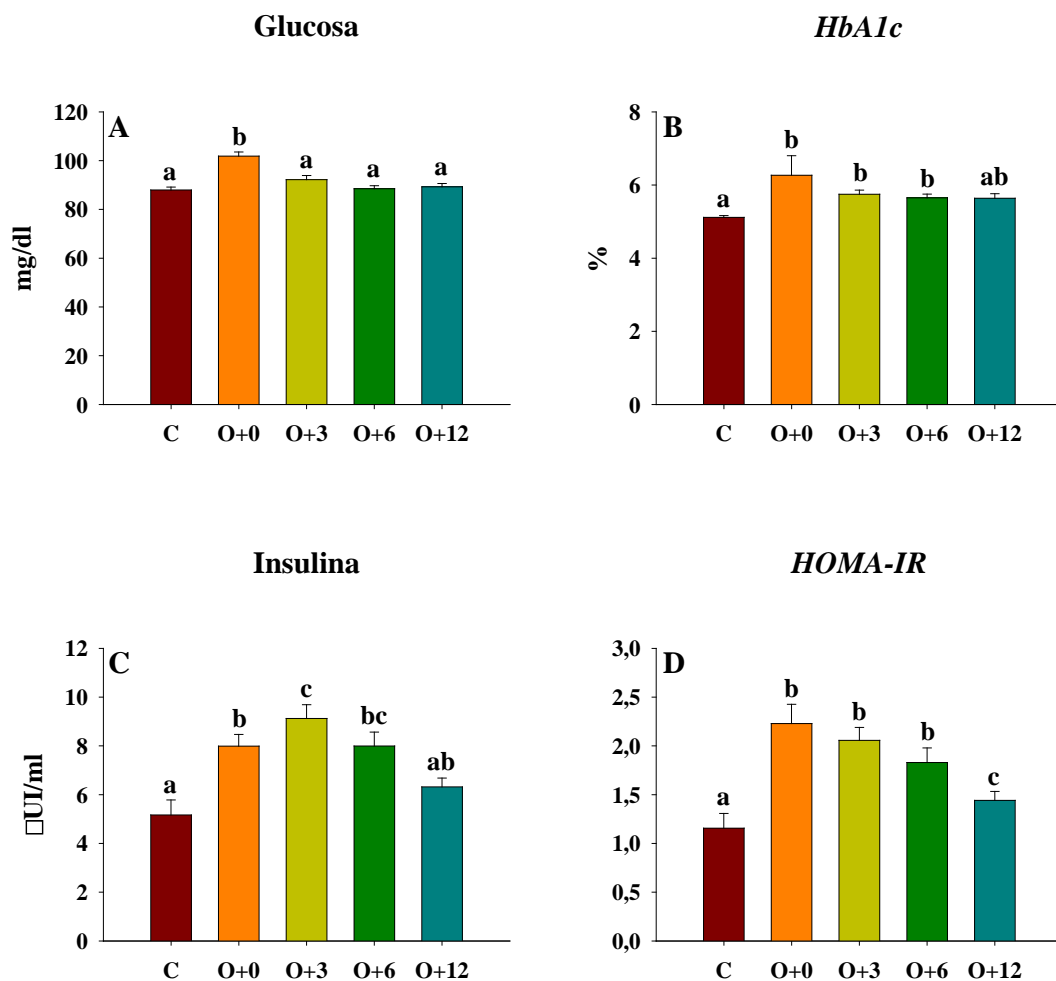 Glucosa
A
mg/dl
120
100
80
60
40
20
0
a
b
a
a
a
C O+0 O+3 O+6 O+12
HbA1c
B
%
8
6
4
2
0
a
b
b
b
ab
C O+0 O+3 O+6 O+12
Insulina
C
□UI/ml
12
10
8
6
4
2
0
a
b
c
bc
ab
C O+0 O+3 O+6 O+12
HOMA-IR
D
3,0
2,5
2,0
1,5
1,0
0,5
0,0
a
b
b
b
c
C O+0 O+3 O+6 O+12